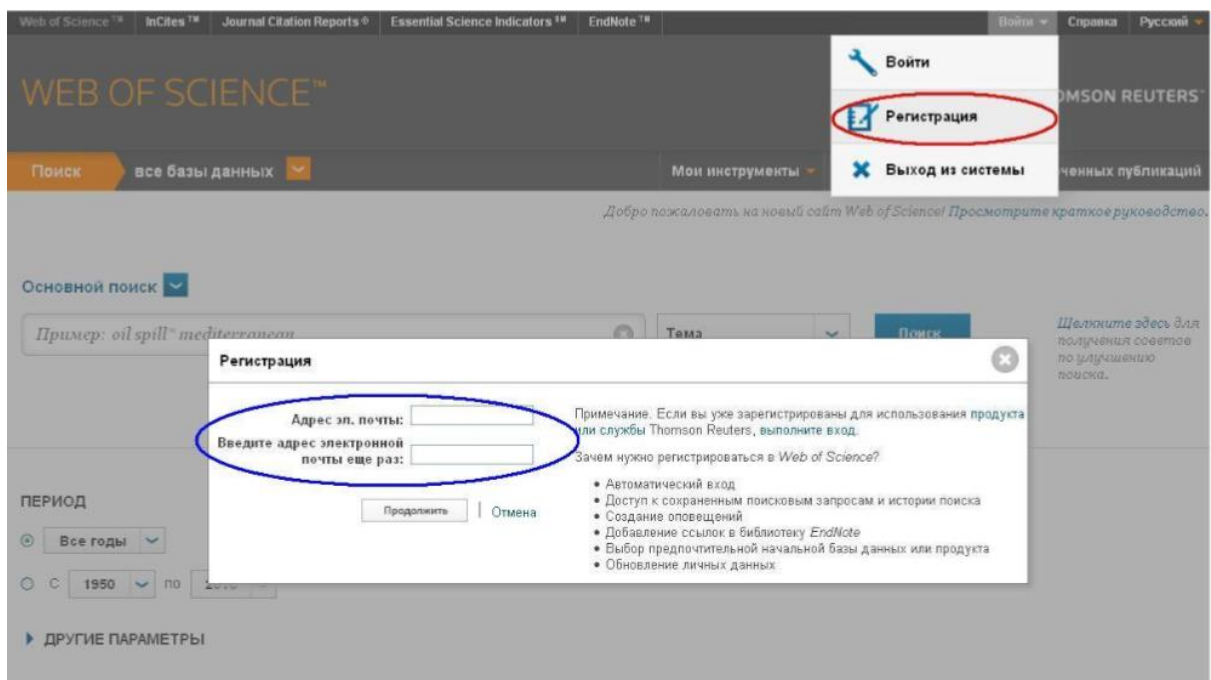 Web of Science™ InCites™ Journal Citation Reports® Essential Science Indicators™ EndNote™ Войти Справка Русский
Войти
WEB OF SCIENCE™
OMSON REUTERS™
Регистрация
Поиск все базы данных Мои инструменты Выход из системы ченных публикаций
Добро пожаловать на новый сайт Web of Science! Просмотрите краткое руководство.
Основной поиск
Пример: oil spill* mediterranean Тема Поиск
Щелкните здесь для
получения советов
по улучшению
поиска.
Регистрация
Адрес эл. почты:
Введите адрес электронной
почты еще раз:
Продолжить | Отмена
Примечание. Если вы уже зарегистрированы для использования продукта
или службы Thomson Reuters, выполните вход.
Зачем нужно регистрироваться в Web of Science?
• Автоматический вход
• Доступ к сохраненным поисковым запросам и истории поиска
• Создание оповещений
• Добавление ссылок в библиотеку EndNote
• Выбор предпочтительной начальной базы данных или продукта
• Обновление личных данных
ПЕРИОД
Все годы
С 1950 по
ДРУГИЕ ПАРАМЕТРЫ